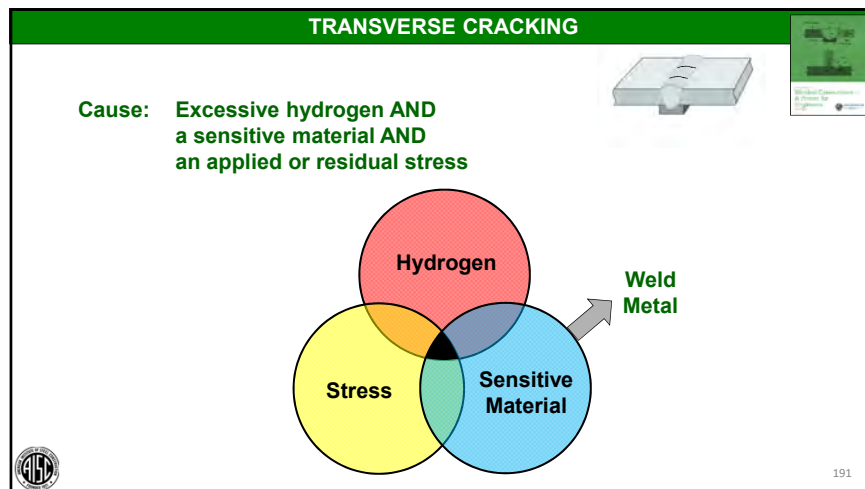 TRANSVERSE CRACKING
Cause: Excessive hydrogen AND
a sensitive material AND
an applied or residual stress
Hydrogen
Weld
Metal
Stress
Sensitive
Material
AISC
191